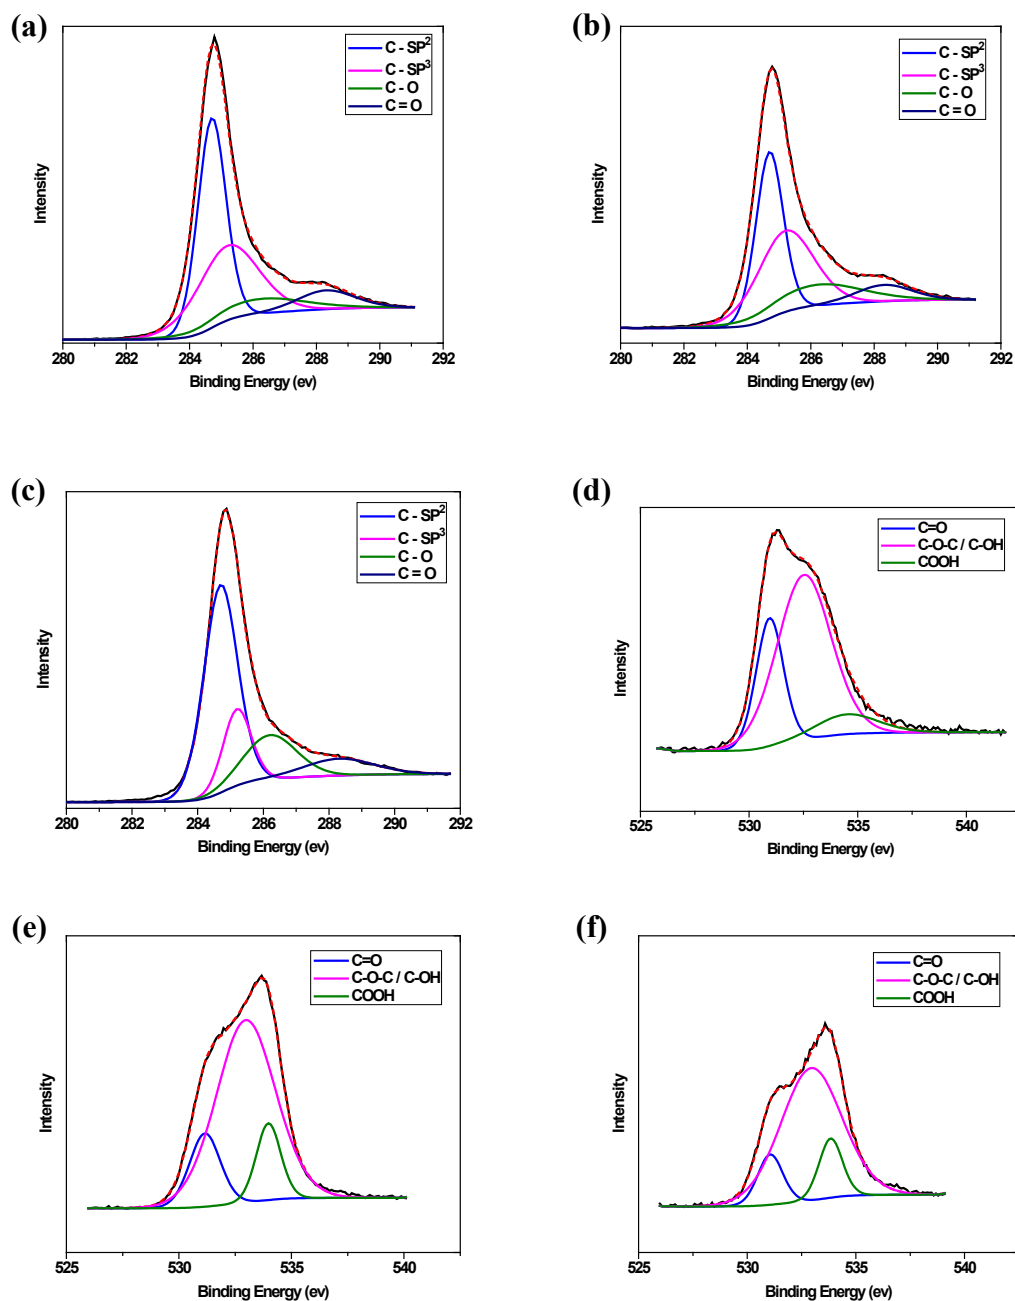 (a)
C - SP²
C - SP³
C - O
C = O
Intensity
280 282 284 286 288 290 292
Binding Energy (ev)
(b)
C - SP²
C - SP³
C - O
C = O
Intensity
280 282 284 286 288 290 292
Binding Energy (ev)
(c)
C - SP²
C - SP³
C - O
C = O
Intensity
280 282 284 286 288 290 292
Binding Energy (ev)
(d)
C=O
C-O-C / C-OH
COOH
Intensity
525 530 535 540
Binding Energy (ev)
(e)
C=O
C-O-C / C-OH
COOH
Intensity
525 530 535 540
Binding Energy (ev)
(f)
C=O
C-O-C / C-OH
COOH
Intensity
525 530 535 540
Binding Energy (ev)